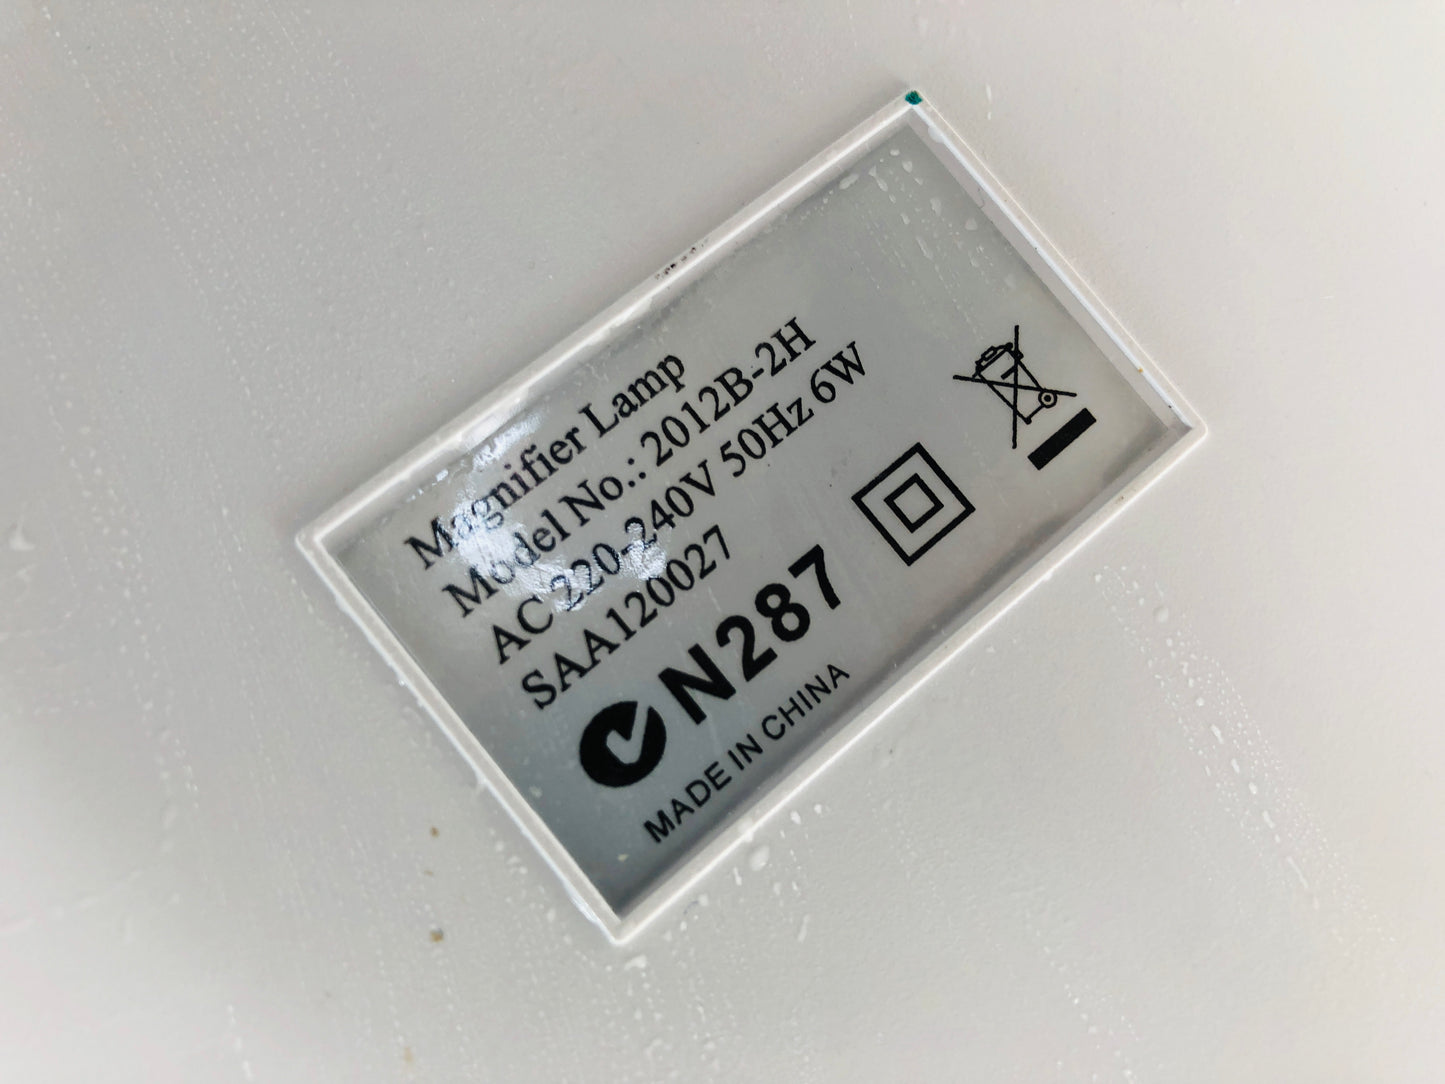 Magnifier Lamp
Model No.: 2012B-2H
AC 220-240V 50Hz 6W
SAA120027
N287
MADE IN CHINA